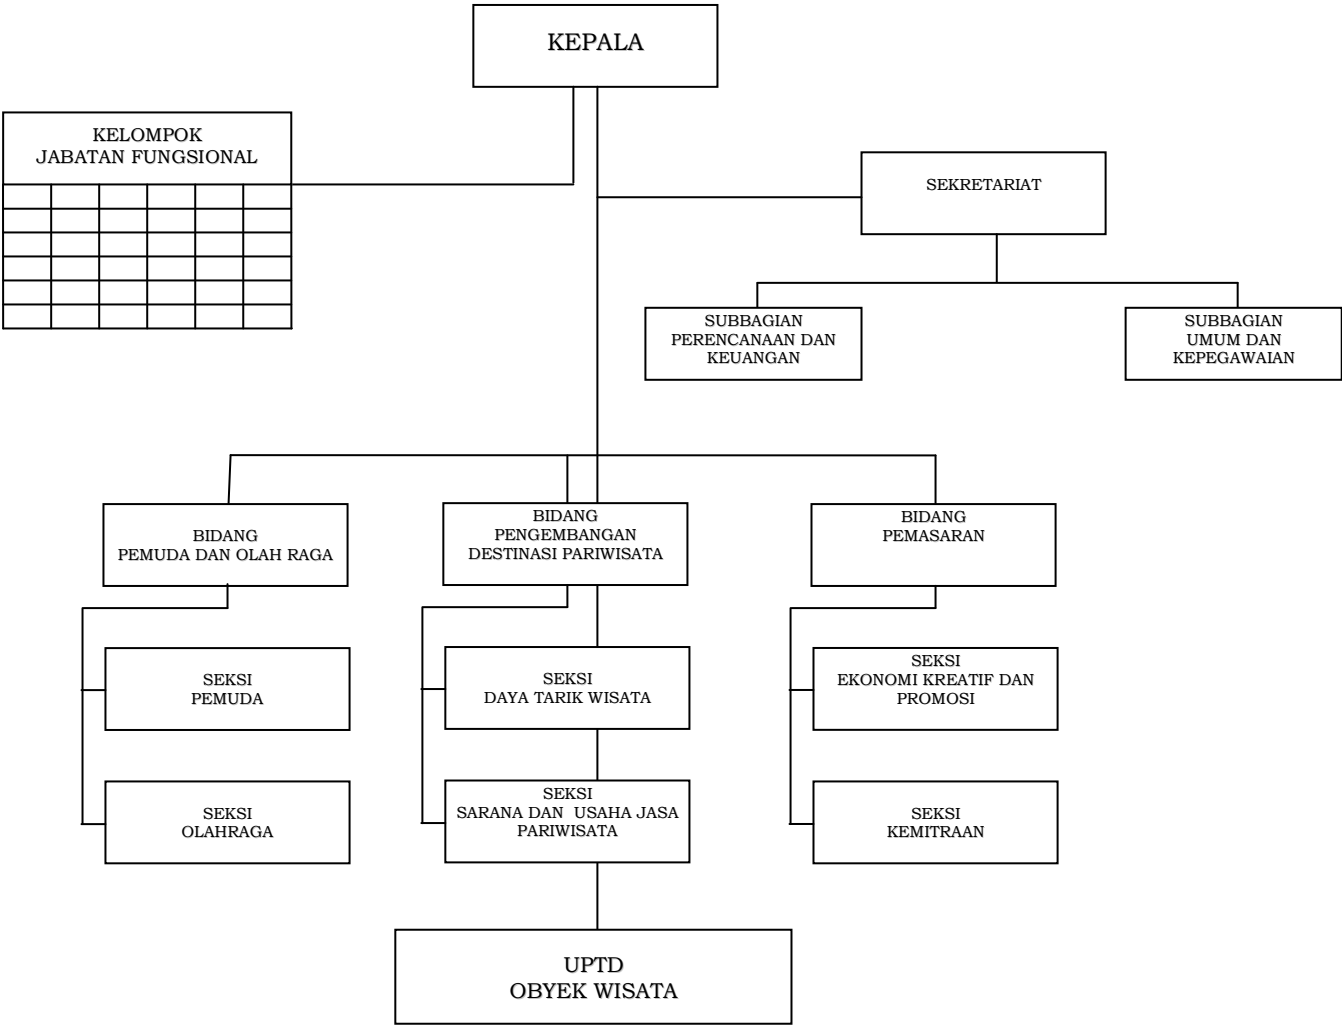 KEPALA
KELOMPOK
JABATAN FUNGSIONAL
SEKRETARIAT
SUBBAGIAN
PERENCANAAN DAN
KEUANGAN
SUBBAGIAN
UMUM DAN
KEPEGAWAIAN
BIDANG
PEMUDA DAN OLAH RAGA
BIDANG
PENGEMBANGAN
DESTINASI PARIWISATA
BIDANG
PEMASARAN
SEKSI
PEMUDA
SEKSI
DAYA TARIK WISATA
SEKSI
EKONOMI KREATIF DAN
PROMOSI
SEKSI
OLAHRAGA
SEKSI
SARANA DAN  USAHA JASA
PARIWISATA
SEKSI
KEMITRAAN
UPTD
OBYEK WISATA